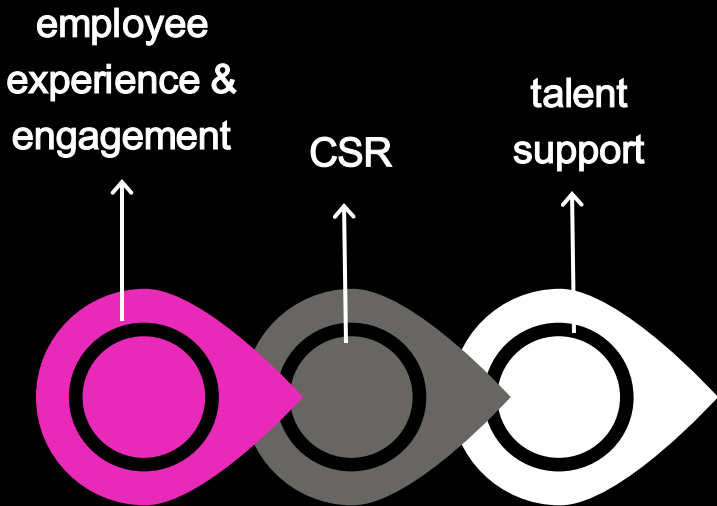 employee
experience &
engagement
CSR
talent
support